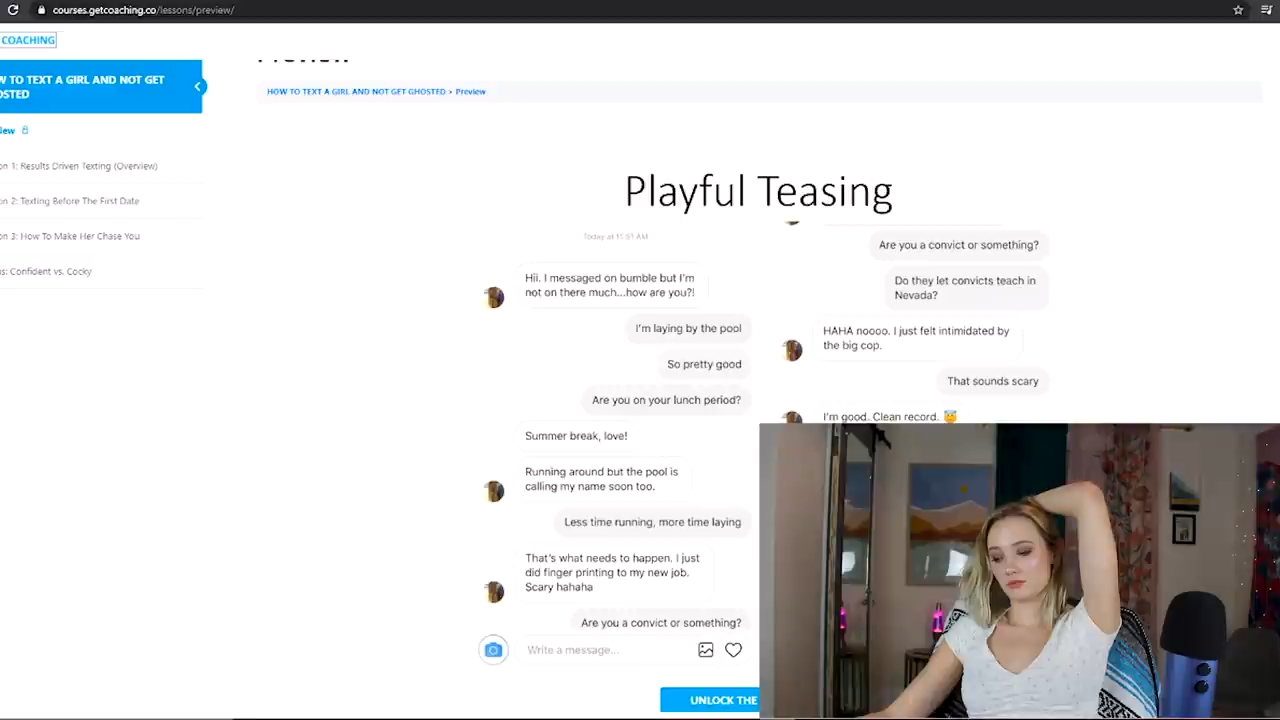 courses.getcoaching.co/lessons/preview/
COACHING
TO TEXT A GIRL AND NOT GET
Preview
HOW TO TEXT A GIRL AND NOT GET GHOSTED > Preview
1: Results Driven Texting (Overview)
2: Texting Before The First Date
3: How To Make Her Chase You
Confident vs. Cocky
Playful Teasing
Today at 11:51 AM
Hii. I messaged on bumble but I'm
not on there much...how are you?!
I'm laying by the pool
So pretty good
Are you on your lunch period?
Summer break, love!
Running around but the pool is
calling my name soon too.
Less time running, more time laying
That's what needs to happen. I just
did finger printing to my new job.
Scary hahaha
Are you a convict or something?
Write a message...
Are you a convict or something?
Do they let convicts teach in
Nevada?
HAHA noooo. I just felt intimidated by
the big cop.
That sounds scary
I'm good. Clean record. 😇
UNLOCK THE